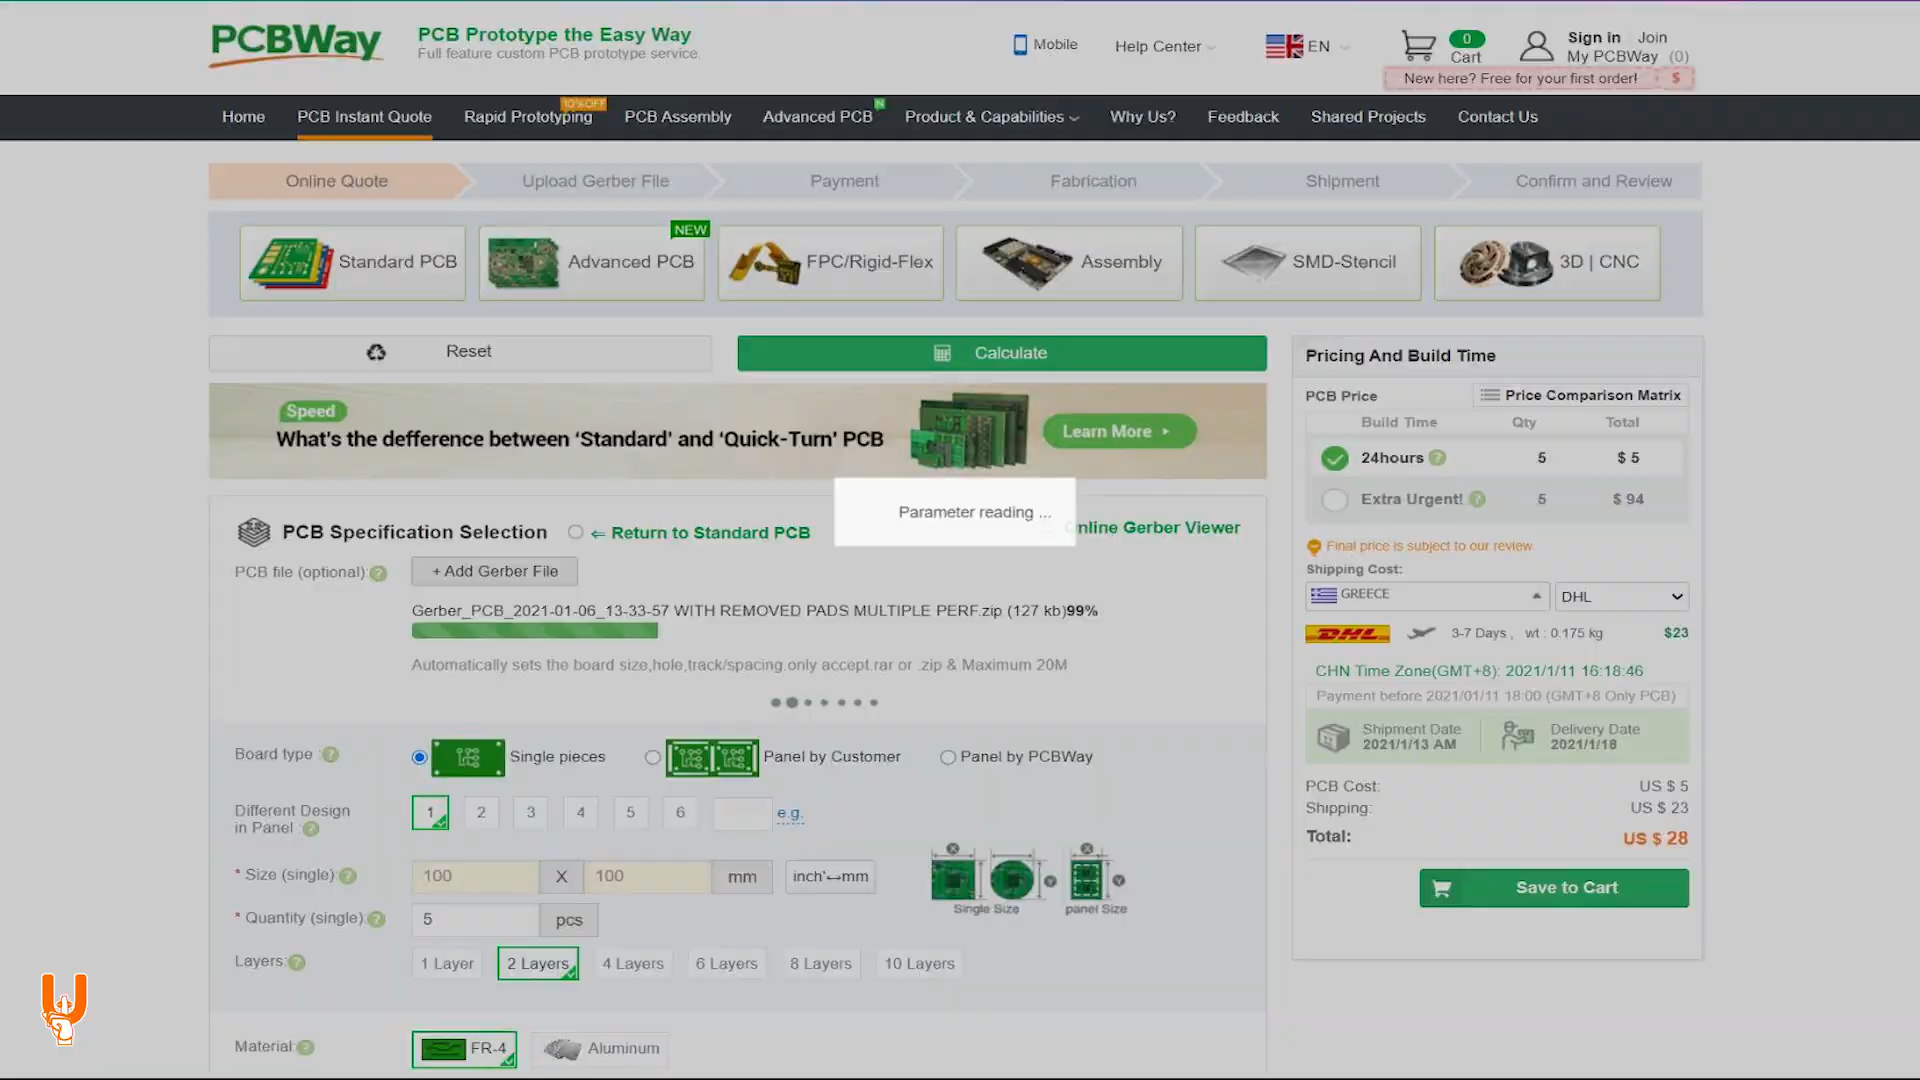 PCBWay
PCB Prototype the Easy Way
Full feature custom PCB prototype service.
Mobile
Help Center
EN
0
Cart
Sign in Join
My PCBWay (0)
New here? Free for your first order! $
Home
PCB Instant Quote
Rapid Prototyping
10%OFF
PCB Assembly
Advanced PCB
N
Product & Capabilities
Why Us?
Feedback
Shared Projects
Contact Us
Online Quote
Upload Gerber File
Payment
Fabrication
Shipment
Confirm and Review
Standard PCB
NEW
Advanced PCB
FPC/Rigid-Flex
Assembly
SMD-Stencil
3D | CNC
Reset
Calculate
Speed
What's the defference between ‘Standard’ and ‘Quick-Turn’ PCB
Learn More
Parameter reading ...
PCB Specification Selection
⇐ Return to Standard PCB
nline Gerber Viewer
PCB file (optional):
+ Add Gerber File
Gerber_PCB_2021-01-06_13-33-57 WITH REMOVED PADS MULTIPLE PERF.zip (127 kb)99%
Automatically sets the board size,hole,track/spacing.only accept.rar or .zip & Maximum 20M
Board type :
Single pieces
Panel by Customer
Panel by PCBWay
Different Design
in Panel :
1 2 3 4 5 6 e.g.
* Size (single) :
100 X 100 mm inch'↔mm
X X
Y Y
Single Size panel Size
* Quantity (single):
5 pcs
Layers:
1 Layer 2 Layers 4 Layers 6 Layers 8 Layers 10 Layers
Material:
FR-4 Aluminum
Pricing And Build Time
PCB Price
Price Comparison Matrix
Build Time Qty Total
24hours 5 $ 5
Extra Urgent! 5 $ 94
Final price is subject to our review
Shipping Cost:
GREECE
DHL
DHL 3-7 Days , wt : 0.175 kg $23
CHN Time Zone(GMT+8): 2021/1/11 16:18:46
Payment before 2021/01/11 18:00 (GMT+8 Only PCB)
Shipment Date
2021/1/13 AM
Delivery Date
2021/1/18
PCB Cost: US $ 5
Shipping: US $ 23
Total: US $ 28
Save to Cart